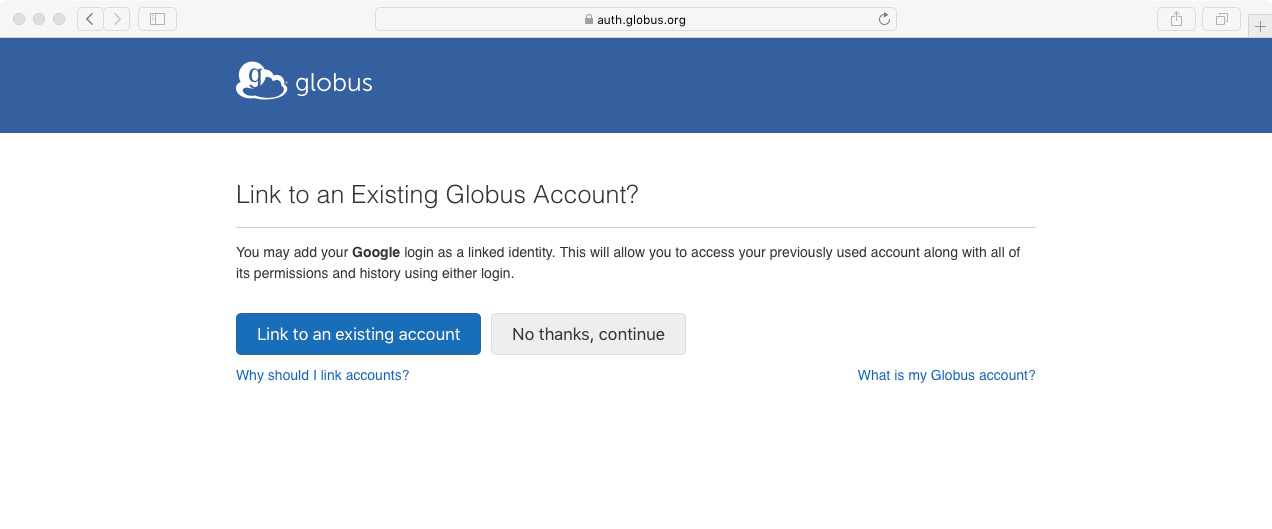 auth.globus.org
g globus
Link to an Existing Globus Account?
You may add your Google login as a linked identity. This will allow you to access your previously used account along with all of
its permissions and history using either login.
Link to an existing account
No thanks, continue
Why should I link accounts?
What is my Globus account?